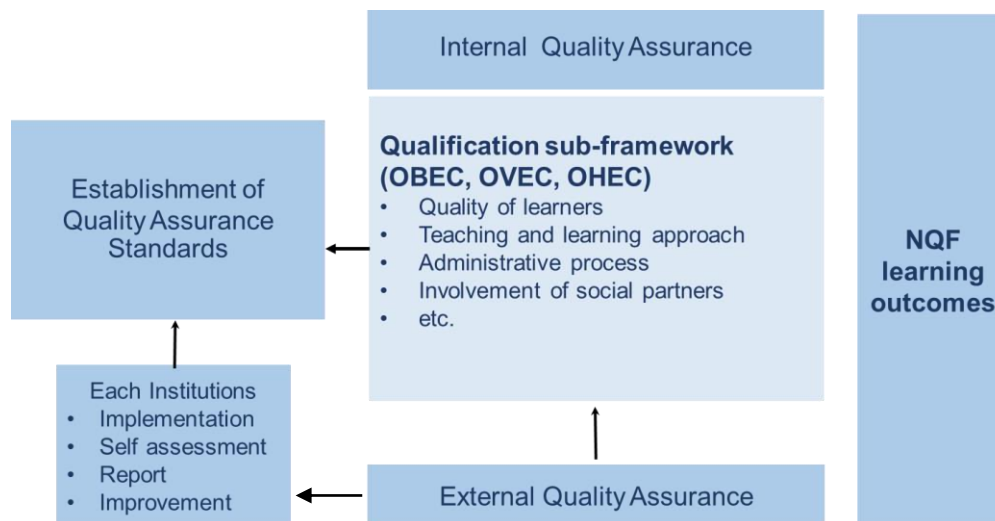 Internal Quality Assurance
Qualification sub-framework
(OBEC, OVEC, OHEC)
• Quality of learners
• Teaching and learning approach
• Administrative process
• Involvement of social partners
• etc.
Establishment of
Quality Assurance
Standards
Each Institutions
• Implementation
• Self assessment
• Report
• Improvement
External Quality Assurance
NQF
learning
outcomes